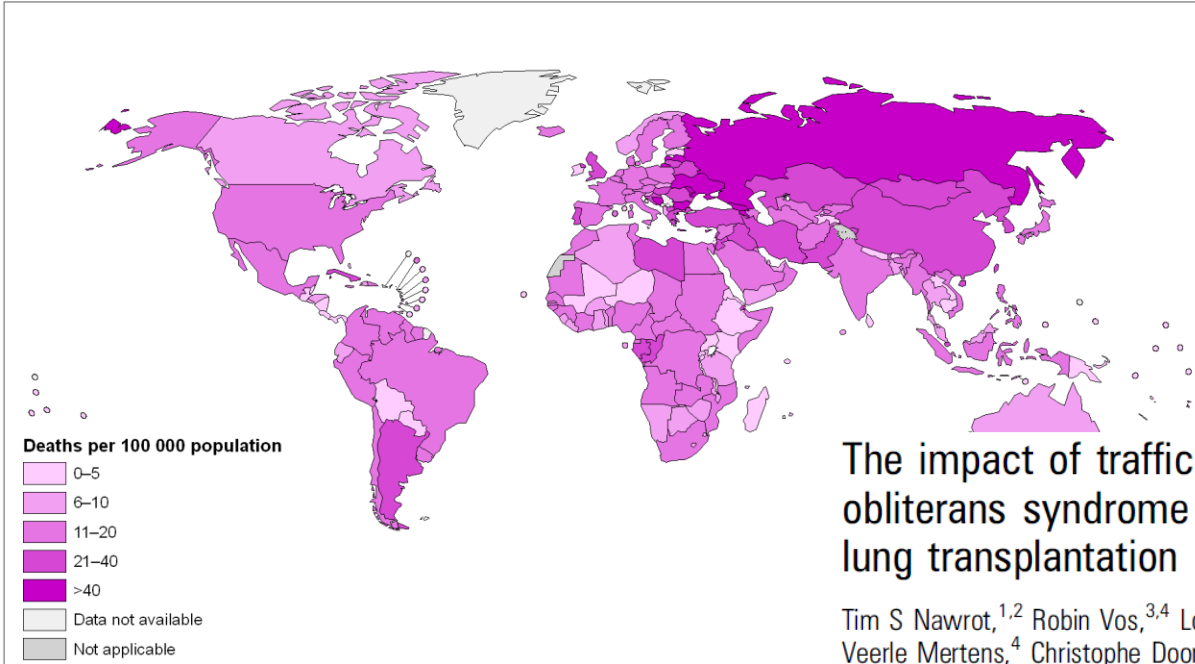 Deaths per 100 000 population
0–5
6–10
11–20
21–40
>40
Data not available
Not applicable
The impact of traffic
obliterans syndrome
lung transplantation
Tim S Nawrot,1,2 Robin Vos,3,4 Lo
Veerle Mertens,4 Christophe Door